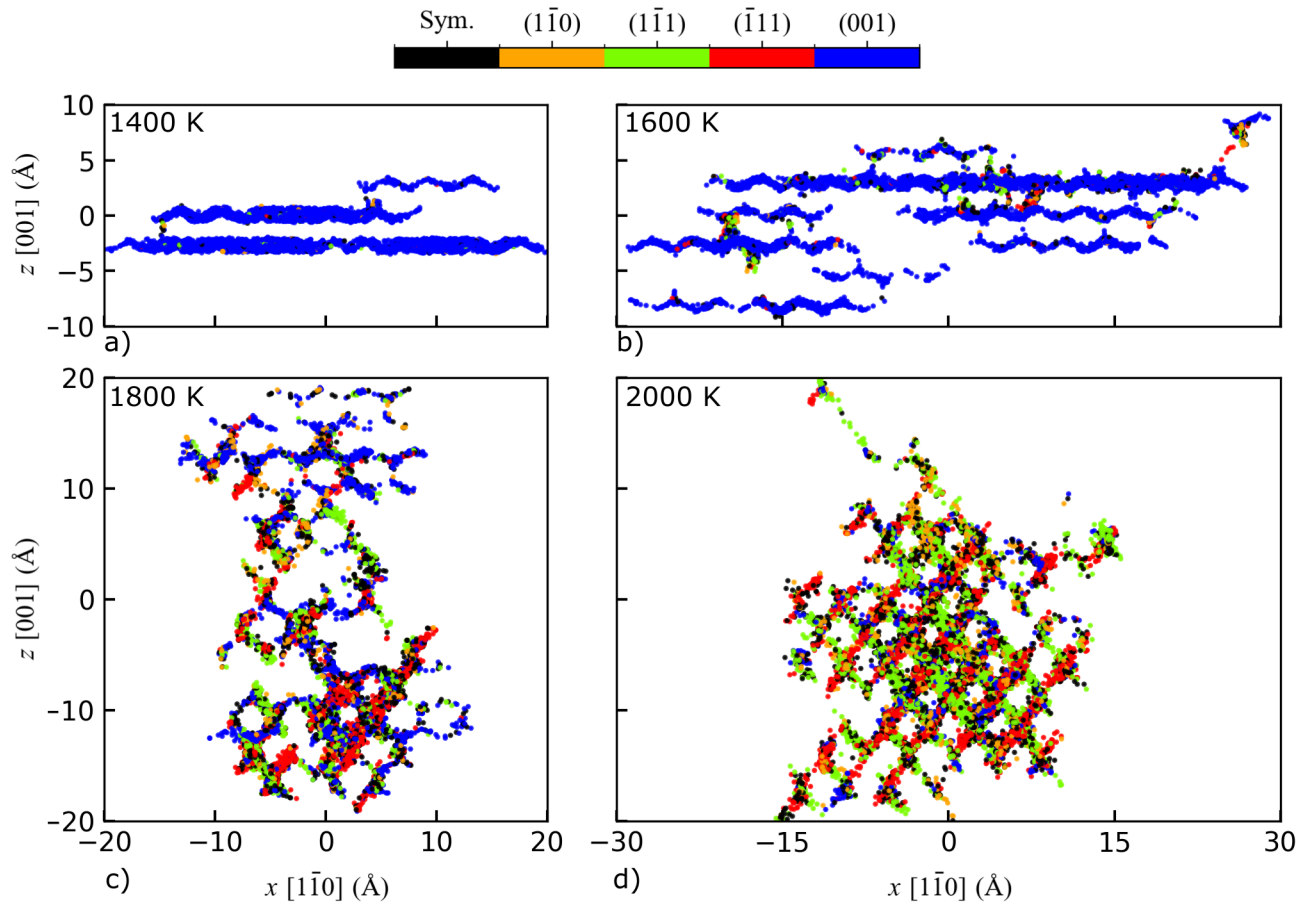 Sym. (11̅0) (11̅1) (1̅11) (001)
1400 K
1600 K
z [001] (Å)
10
5
0
−5
−10
a)
b)
1800 K
2000 K
z [001] (Å)
20
10
0
−10
−20
−20 −10 0 10 20
−30 −15 0 15 30
c)
x [11̅0] (Å)
d)
x [11̅0] (Å)